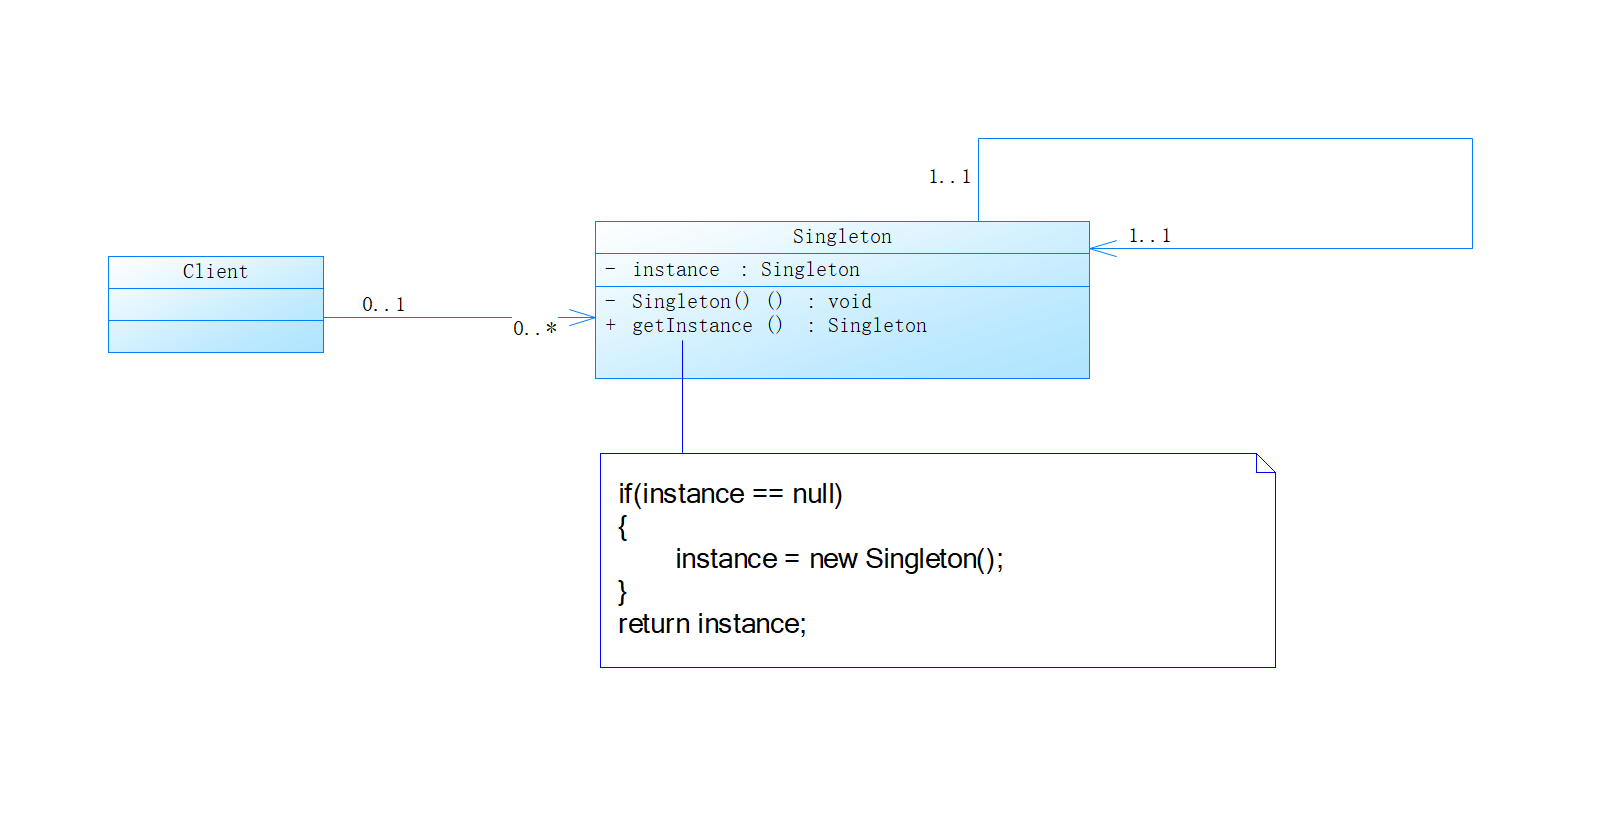 Client
0..1
0..*
1..1
1..1
Singleton
- instance : Singleton
- Singleton() () : void
+ getInstance () : Singleton
if(instance == null)
{
instance = new Singleton();
}
return instance;